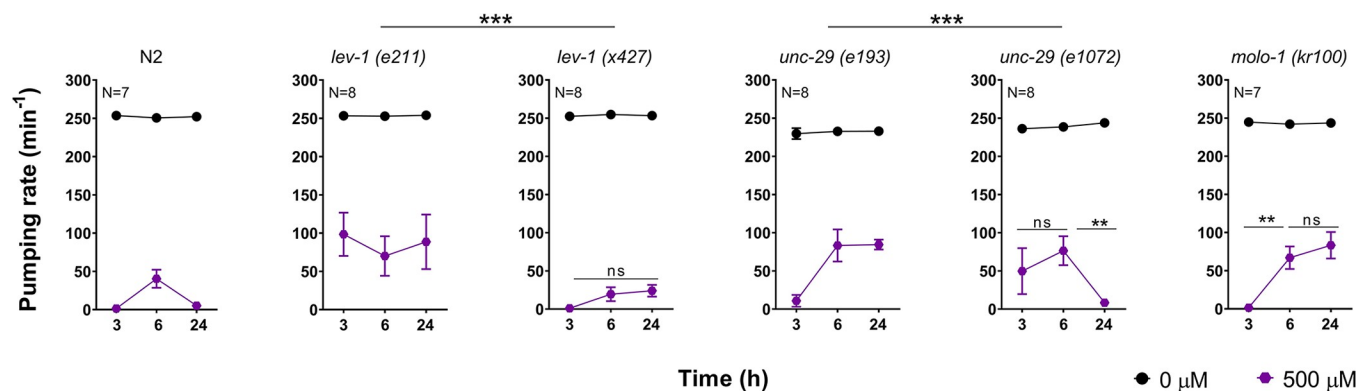 *** ***
N2 lev-1 (e211) lev-1 (x427) unc-29 (e193) unc-29 (e1072) molo-1 (kr100)
Pumping rate (min⁻¹)
300 300 300 300 300 300
N=7 N=8 N=8 N=8 N=8 N=7
250 250 250 250 250 250
200 200 200 200 200 200
150 150 150 150 150 150
ns ** ** ns
100 100 100 100 100 100
50 50 50 50 50 50
ns
0 0 0 0 0 0
3 6 24 3 6 24 3 6 24 3 6 24 3 6 24 3 6 24
Time (h) 0 μM 500 μM